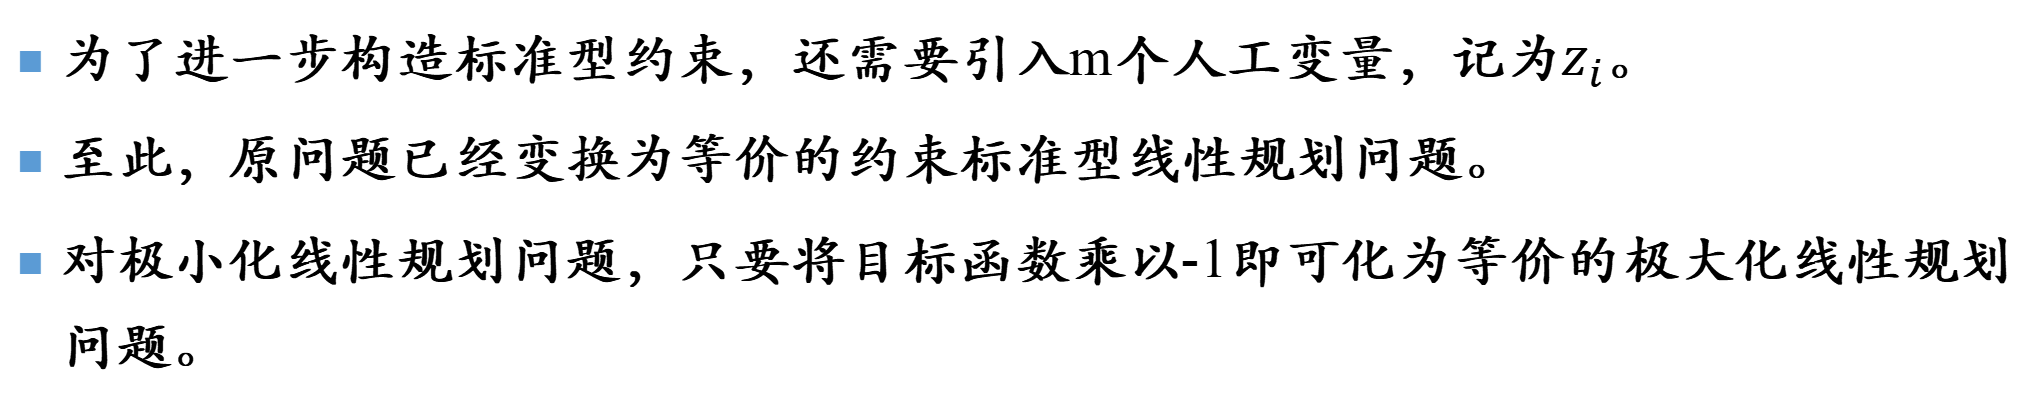 为了进一步构造标准型约束，还需要引入m个人工变量，记为z_i。
至此，原问题已经变换为等价的约束标准型线性规划问题。
对极小化线性规划问题，只要将目标函数乘以-1即可化为等价的极大化线性规划
问题。